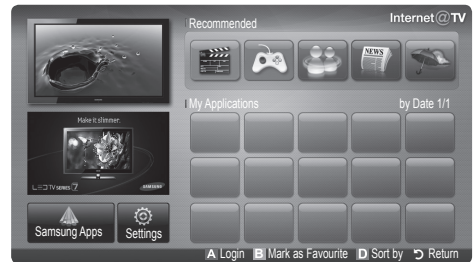 Internet@TV
Recommended
NEWS
My Applications
by Date 1/1
Make it slimmer.
LED TV SERIES 7
SAMSUNG
Samsung Apps
Settings
A Login B Mark as Favourite D Sort by Return